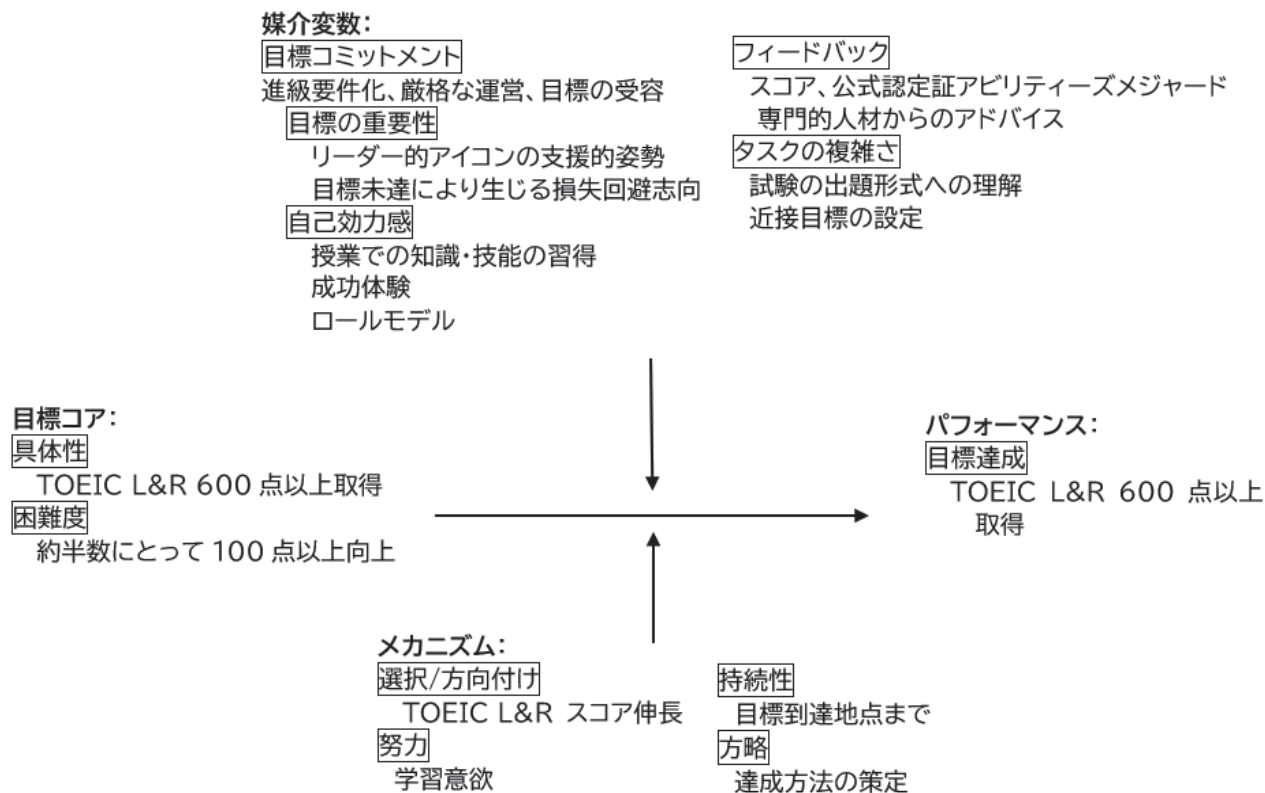 媒介変数：
目標コミットメント
進級要件化、厳格な運営、目標の受容
目標の重要性
リーダー的アイコンの支援的姿勢
目標未達により生じる損失回避志向
自己効力感
授業での知識・技能の習得
成功体験
ロールモデル
フィードバック
スコア、公式認定証アビリティーズメジャード
専門的人材からのアドバイス
タスクの複雑さ
試験の出題形式への理解
近接目標の設定
目標コア：
具体性
TOEIC L&R 600 点以上取得
困難度
約半数にとって 100 点以上向上
パフォーマンス：
目標達成
TOEIC L&R 600 点以上
取得
メカニズム：
選択/方向付け
TOEIC L&R スコア伸長
努力
学習意欲
持続性
目標到達地点まで
方略
達成方法の策定